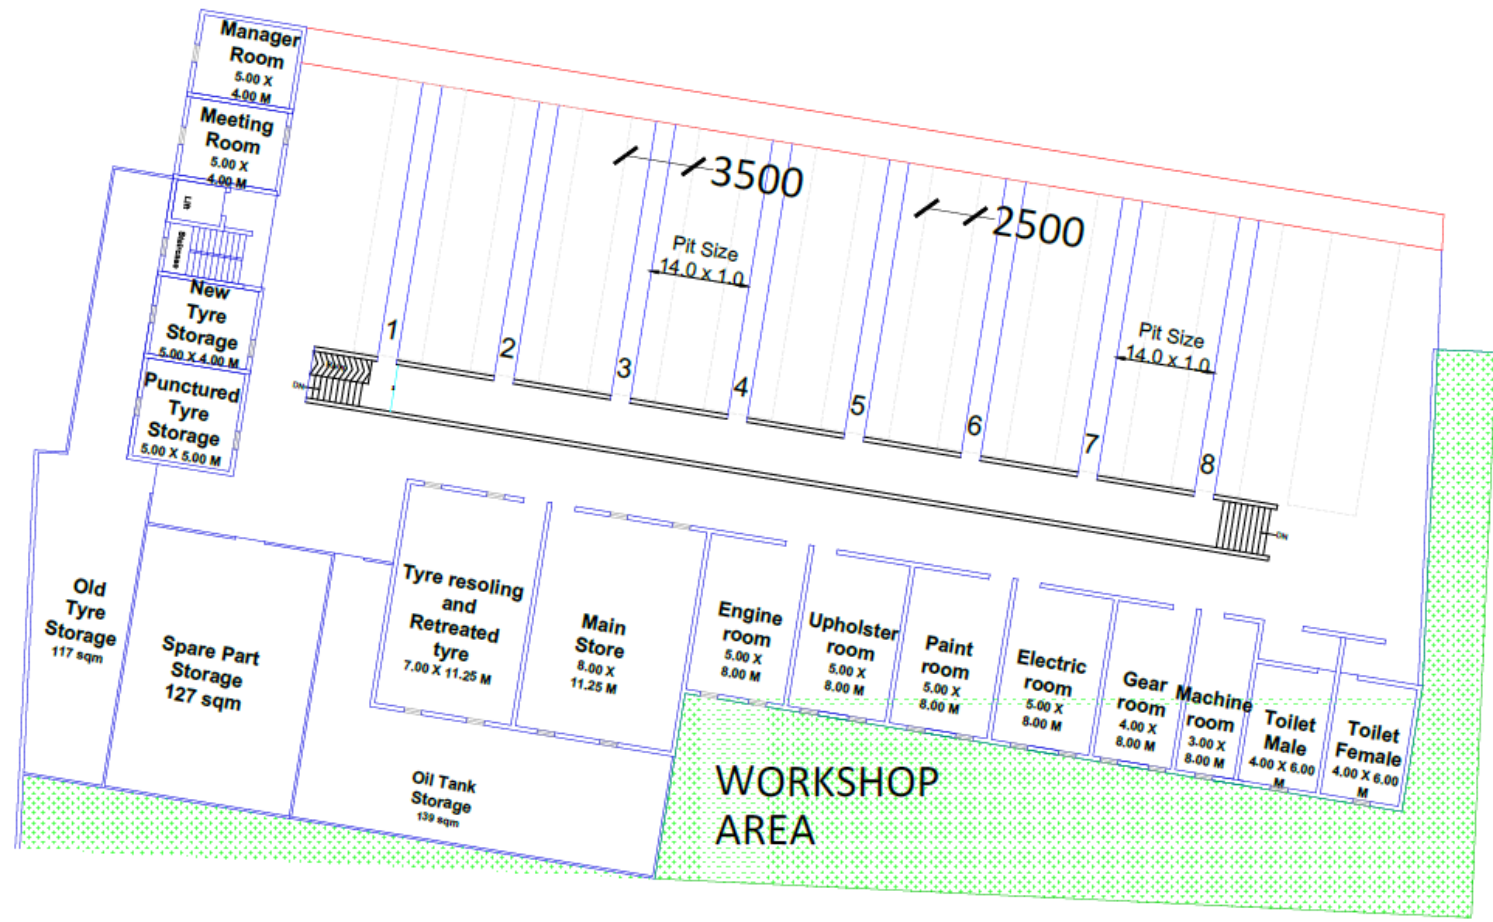 Manager
Room
5.00 X
4.00 M
Meeting
Room
5.00 X
4.00 M
Lift
Staircase
New
Tyre
Storage
5.00 X 4.00 M
Punctured
Tyre
Storage
5.00 X 5.00 M
3500
2500
Pit Size
14.0 x 1.0
Pit Size
14.0 x 1.0
1
2
3
4
5
6
7
8
DN
DN
Old
Tyre
Storage
117 sqm
Spare Part
Storage
127 sqm
Tyre resoling
and
Retreated
tyre
7.00 X 11.25 M
Main
Store
8.00 X
11.25 M
Engine
room
5.00 X
8.00 M
Upholster
room
5.00 X
8.00 M
Paint
room
5.00 X
8.00 M
Electric
room
5.00 X
8.00 M
Gear
room
4.00 X
8.00 M
Machine
room
3.00 X
8.00 M
Toilet
Male
4.00 X 6.00
M
Toilet
Female
4.00 X 6.00
M
Oil Tank
Storage
139 sqm
WORKSHOP
AREA